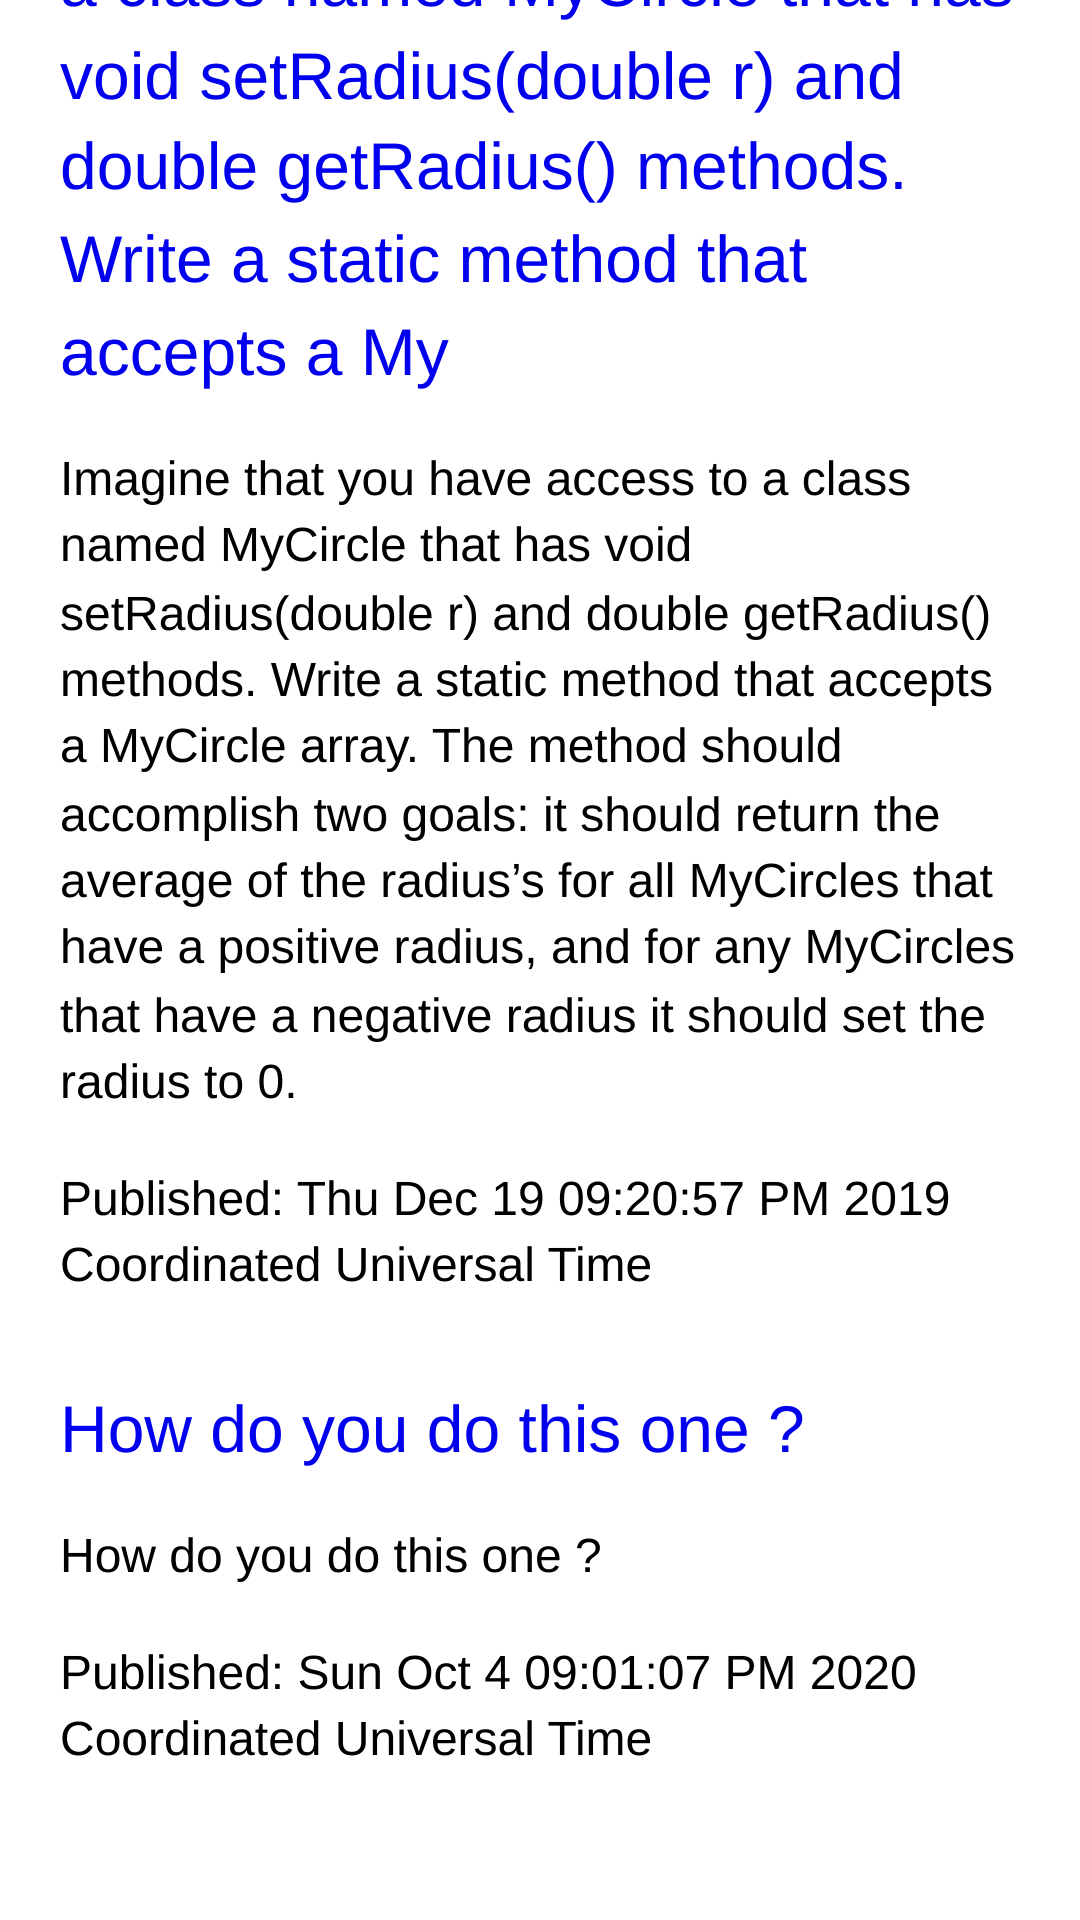 a class named MyCircle that has
void setRadius(double r) and
double getRadius() methods.
Write a static method that
accepts a My
Imagine that you have access to a class
named MyCircle that has void
setRadius(double r) and double getRadius()
methods. Write a static method that accepts
a MyCircle array. The method should
accomplish two goals: it should return the
average of the radius’s for all MyCircles that
have a positive radius, and for any MyCircles
that have a negative radius it should set the
radius to 0.
Published: Thu Dec 19 09:20:57 PM 2019
Coordinated Universal Time
How do you do this one ?
How do you do this one ?
Published: Sun Oct 4 09:01:07 PM 2020
Coordinated Universal Time